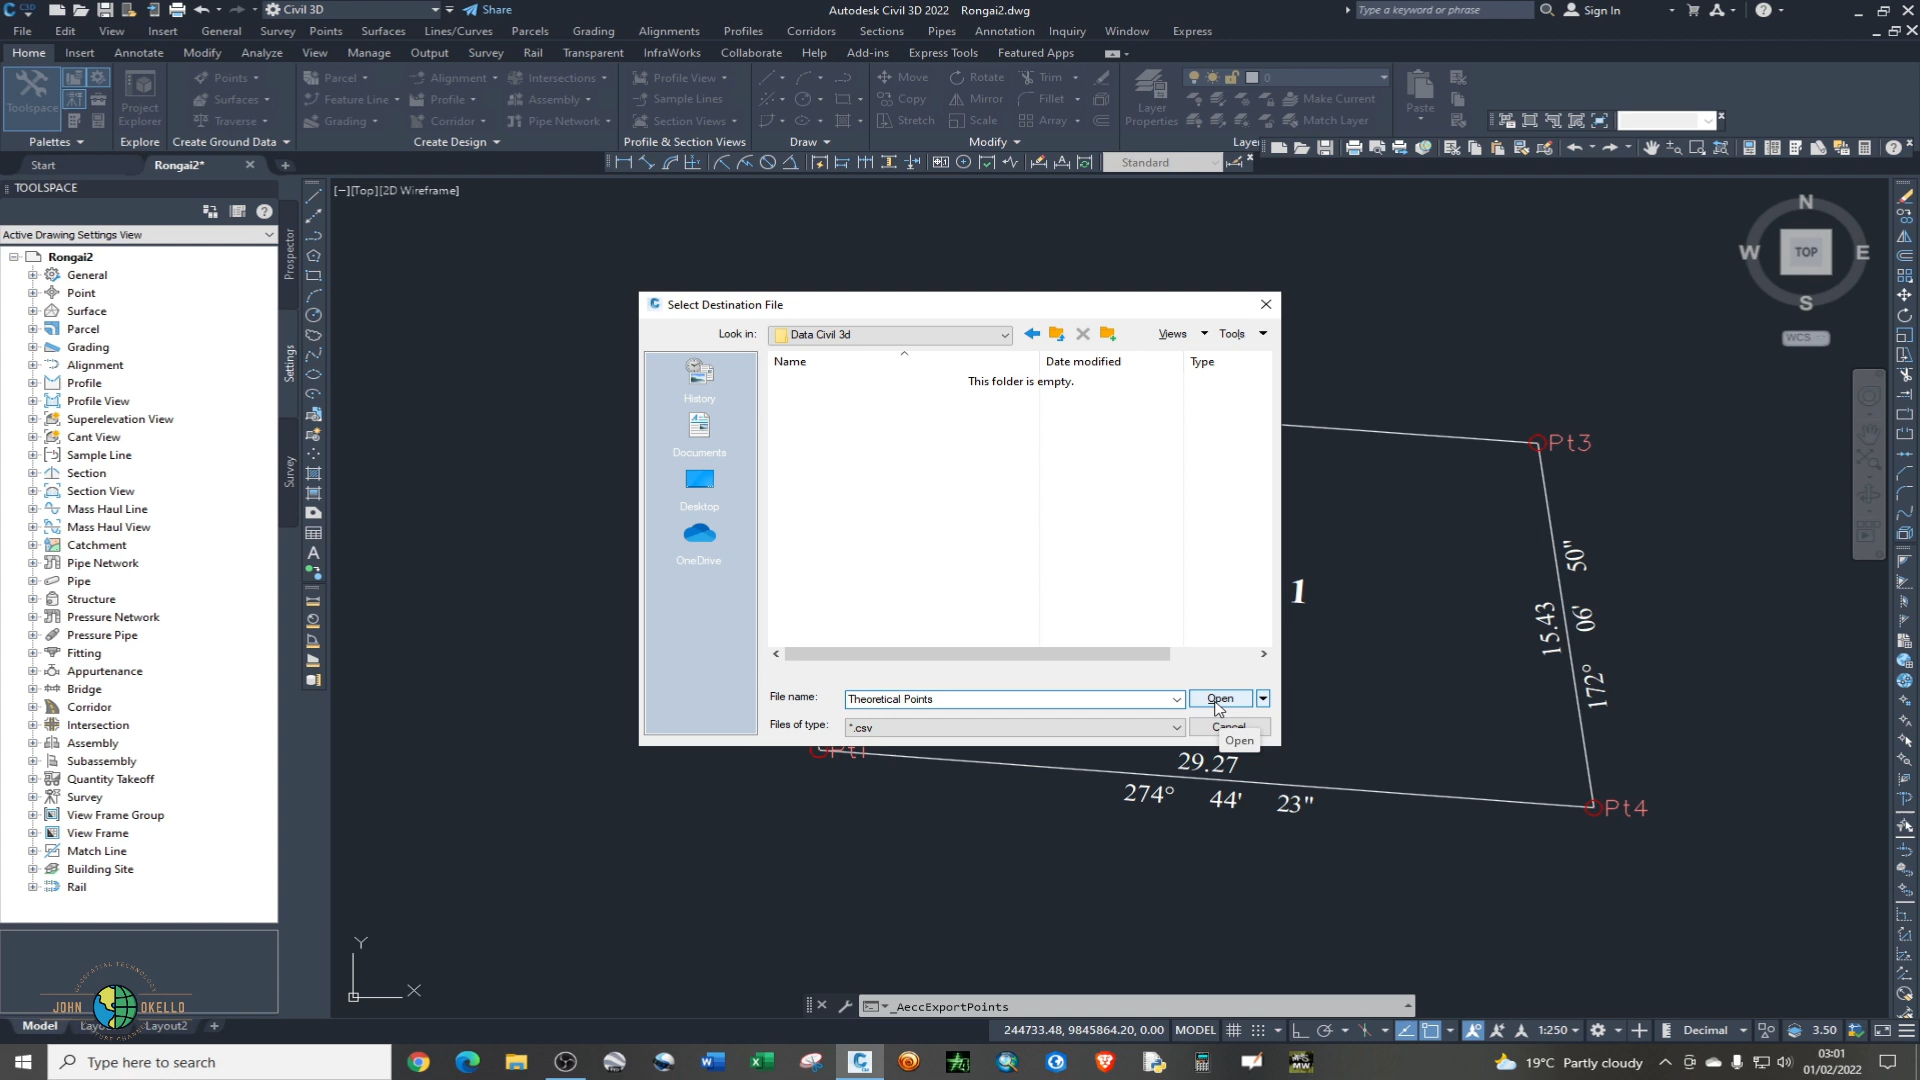 Civil 3D
Share
Autodesk Civil 3D 2022 Rongai2.dwg
Type a keyword or phrase
Sign In
File Edit View Insert General Survey Points Surfaces Lines/Curves Parcels Grading Alignments Profiles Corridors Sections Pipes Annotation Inquiry Window Express
Home Insert Annotate Modify Analyze View Manage Output Survey Rail Transparent InfraWorks Collaborate Help Add-ins Express Tools Featured Apps
Points Parcel Alignment Intersections Profile View Move Rotate Trim 0
Toolspace Project Explorer Surfaces Feature Line Profile Assembly Sample Lines Copy Mirror Fillet Layer Properties Make Current Paste
Traverse Grading Corridor Pipe Network Section Views Stretch Scale Array Match Layer
Palettes Explore Create Ground Data Create Design Profile & Section Views Draw Modify Layer
Start Rongai2*
Standard
TOOLSPACE
[−][Top][2D Wireframe]
Active Drawing Settings View
Prospector
Settings
Survey
Rongai2
General
Point
Surface
Parcel
Grading
Alignment
Profile
Profile View
Superelevation View
Cant View
Sample Line
Section
Section View
Mass Haul Line
Mass Haul View
Catchment
Pipe Network
Pipe
Structure
Pressure Network
Pressure Pipe
Fitting
Appurtenance
Bridge
Corridor
Intersection
Assembly
Subassembly
Quantity Takeoff
Survey
View Frame Group
View Frame
Match Line
Building Site
Rail
N
W TOP E
S
WCS
Select Destination File
Look in: Data Civil 3d Views Tools
Name Date modified Type
This folder is empty.
History
Documents
Desktop
OneDrive
File name: Theoretical Points Open
Files of type: *.csv Cancel
Open
Pt3
1
50"
15.43 06'
172°
Pt1
29.27
274° 44' 23"
Pt4
Y
X
GEOSPATIAL TECHNOLOGY
JOHN OKELLO
_AeccExportPoints
Model Layout2
244733.48, 9845864.20, 0.00 MODEL 1:250 Decimal 3.50
Type here to search
19°C Partly cloudy
03:01
01/02/2022